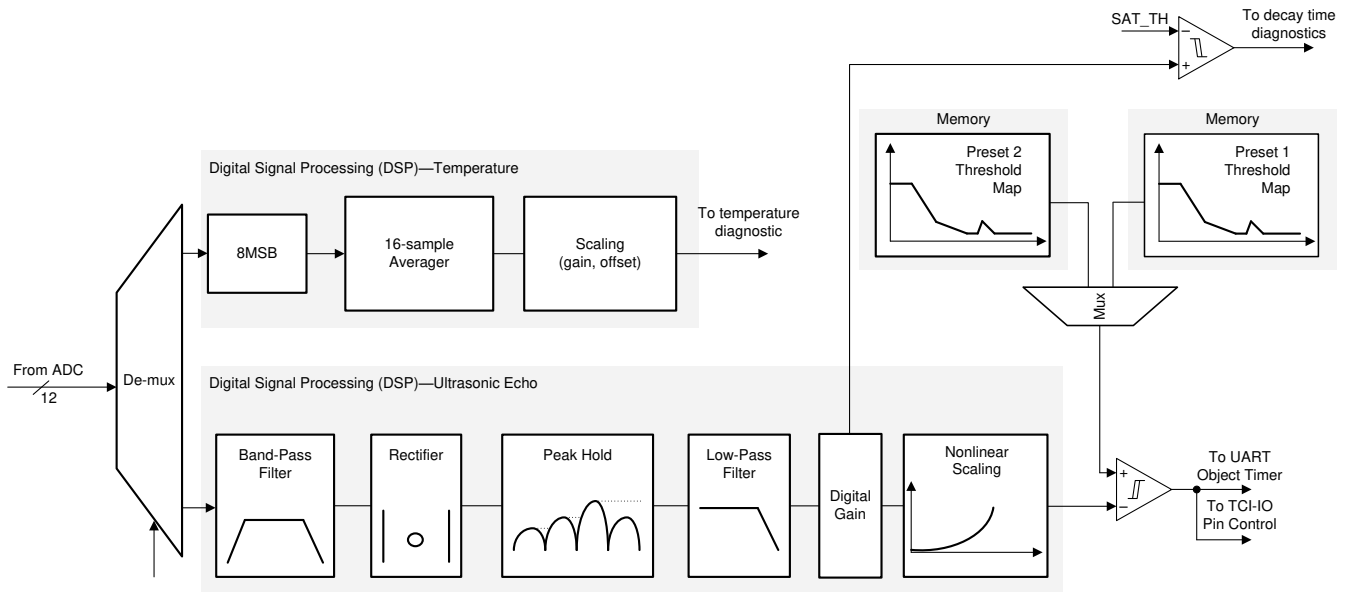 SAT_TH
To decay time
diagnostics
−
+
Memory
Preset 2
Threshold
Map
Memory
Preset 1
Threshold
Map
Digital Signal Processing (DSP)—Temperature
8MSB
16-sample
Averager
Scaling
(gain, offset)
To temperature
diagnostic
Mux
From ADC
12
De-mux
Digital Signal Processing (DSP)—Ultrasonic Echo
Band-Pass
Filter
Rectifier
Peak Hold
Low-Pass
Filter
Digital
Gain
Nonlinear
Scaling
+
−
To UART
Object Timer
To TCI-IO
Pin Control